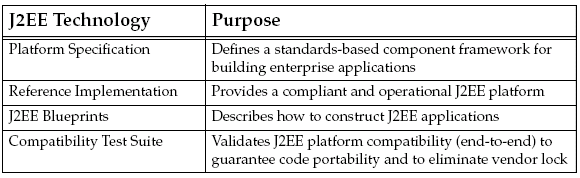 J2EE Technology Purpose
Platform Specification Defines a standards-based component framework for
building enterprise applications
Reference Implementation Provides a compliant and operational J2EE platform
J2EE Blueprints Describes how to construct J2EE applications
Compatibility Test Suite Validates J2EE platform compatibility (end-to-end) to
guarantee code portability and to eliminate vendor lock